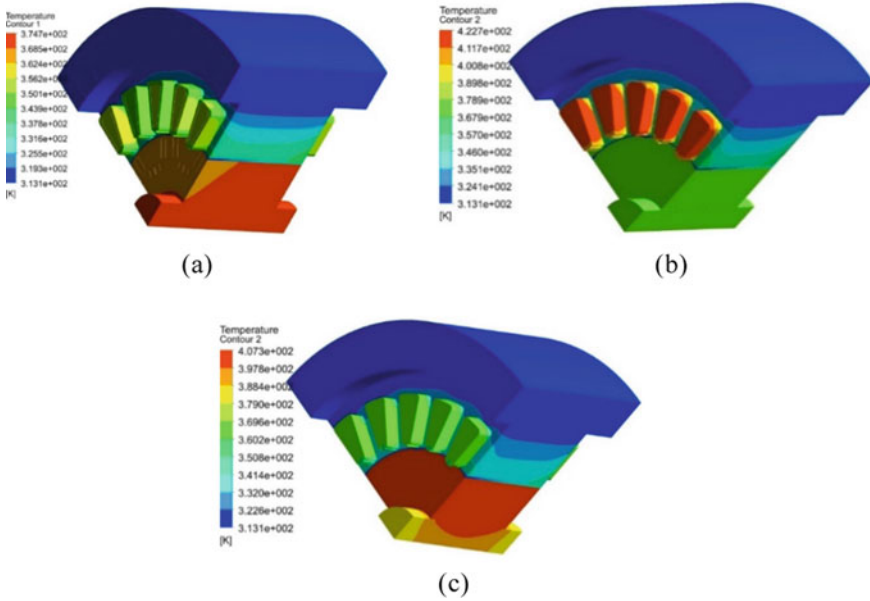 Temperature
Contour 1
3.747e+002
3.685e+002
3.624e+002
3.562e+002
3.501e+002
3.439e+002
3.378e+002
3.316e+002
3.255e+002
3.193e+002
3.131e+002
[K]
(a)
Temperature
Contour 2
4.227e+002
4.117e+002
4.008e+002
3.898e+002
3.789e+002
3.679e+002
3.570e+002
3.460e+002
3.351e+002
3.241e+002
3.131e+002
[K]
(b)
Temperature
Contour 2
4.073e+002
3.978e+002
3.884e+002
3.790e+002
3.696e+002
3.602e+002
3.508e+002
3.414e+002
3.320e+002
3.226e+002
3.131e+002
[K]
(c)